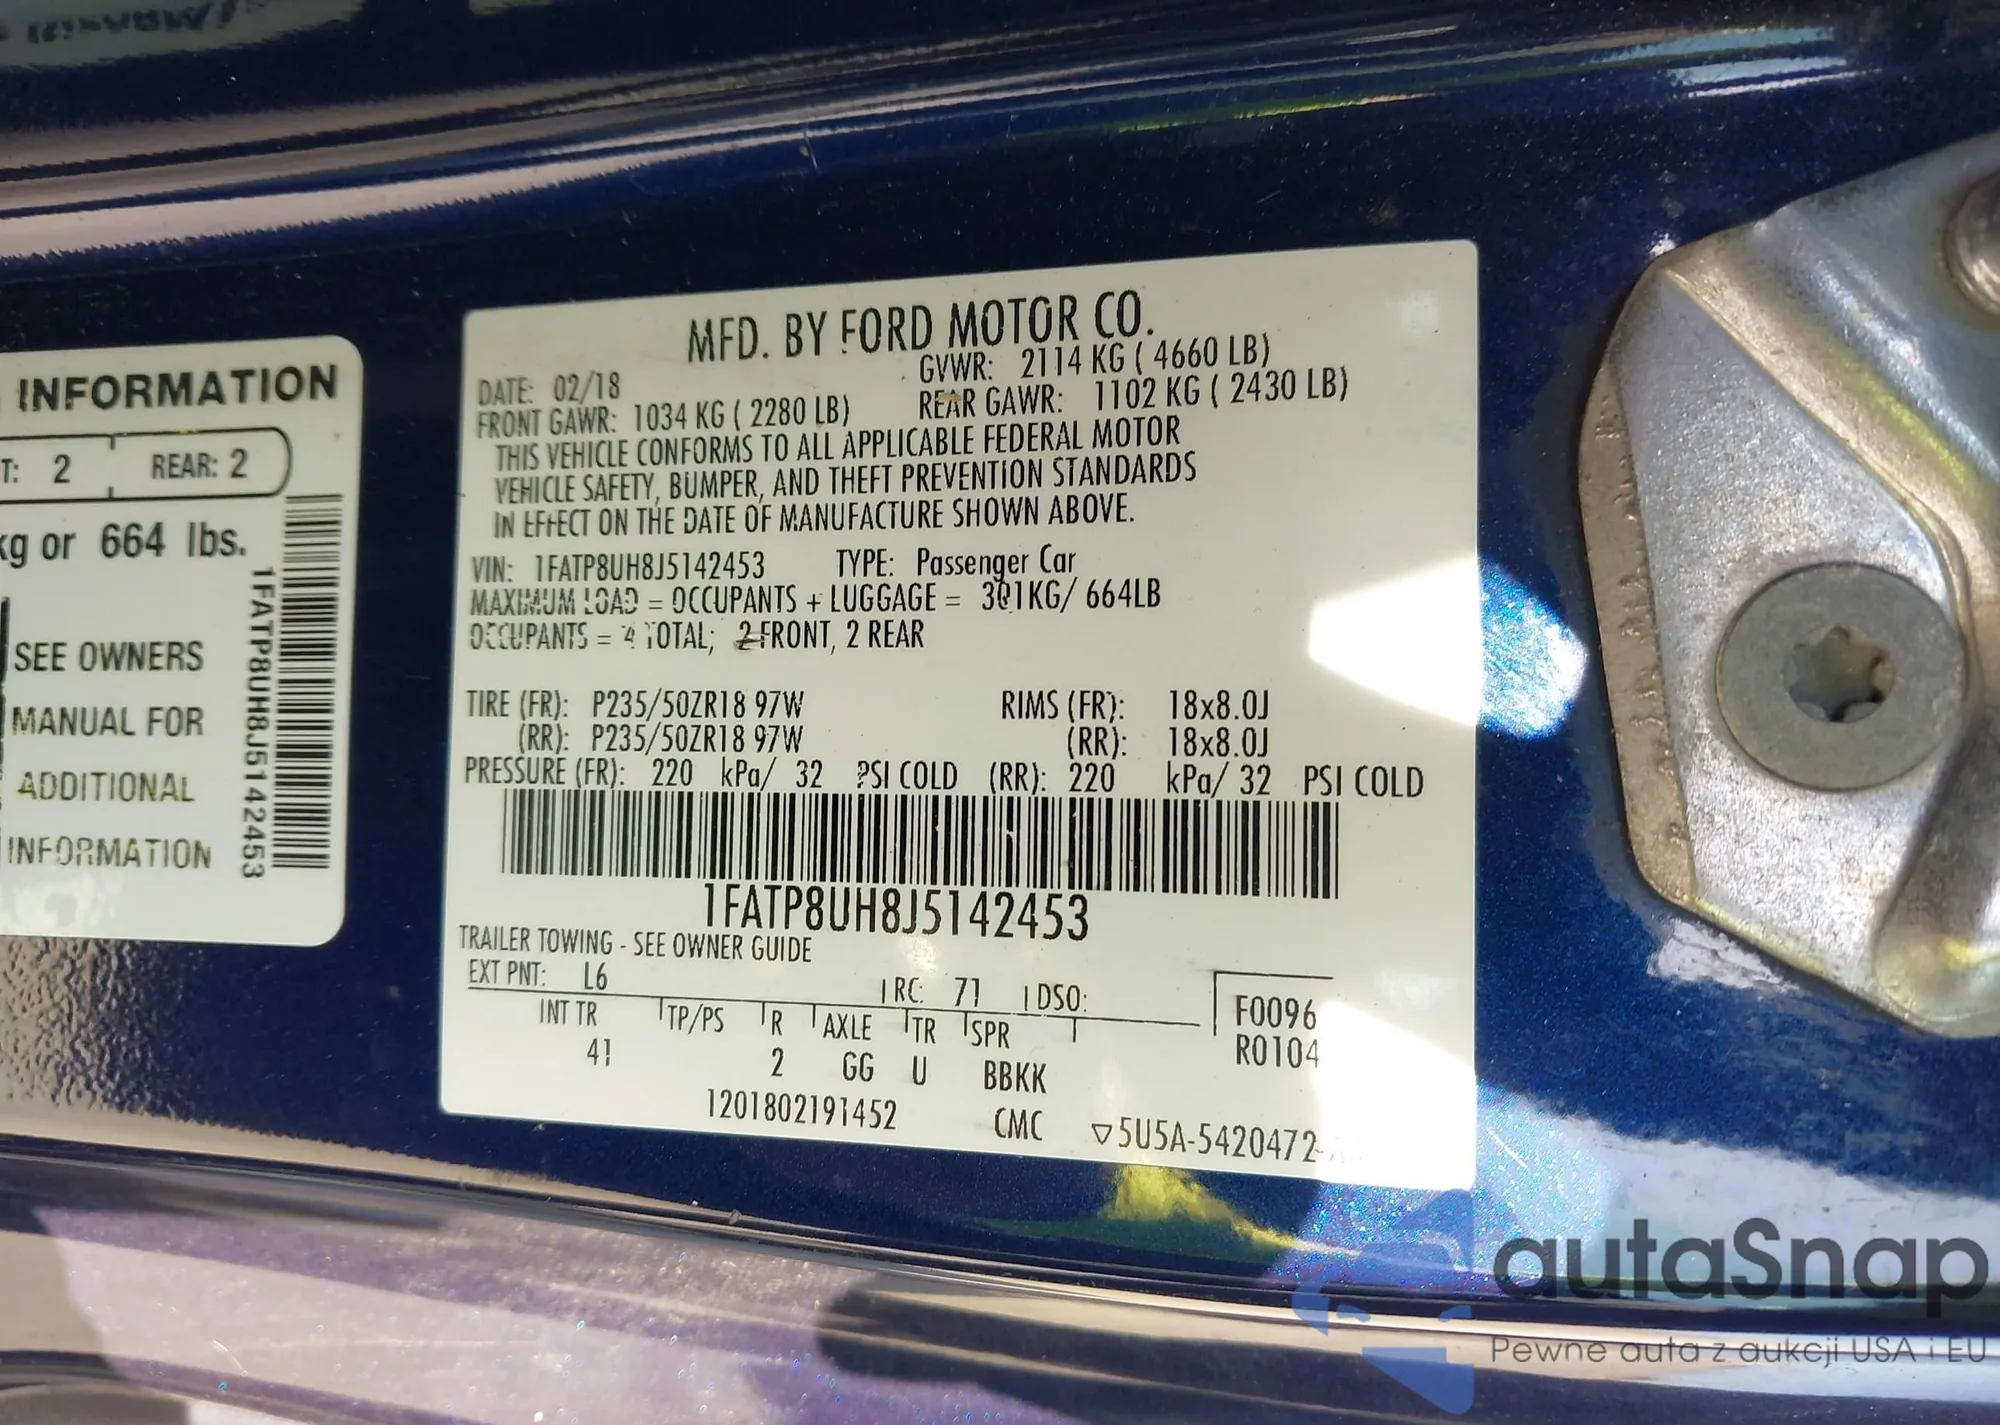 INFORMATION
T: 2 REAR: 2
kg or 664 lbs.
SEE OWNERS
MANUAL FOR
ADDITIONAL
INFORMATION
1FATP8UH8J5142453
MFD. BY FORD MOTOR CO.
DATE: 02/18 GVWR: 2114 KG ( 4660 LB)
FRONT GAWR: 1034 KG ( 2280 LB) REAR GAWR: 1102 KG ( 2430 LB)
THIS VEHICLE CONFORMS TO ALL APPLICABLE FEDERAL MOTOR
VEHICLE SAFETY, BUMPER, AND THEFT PREVENTION STANDARDS
IN EFFECT ON THE DATE OF MANUFACTURE SHOWN ABOVE.
VIN: 1FATP8UH8J5142453 TYPE: Passenger Car
MAXIMUM LOAD = OCCUPANTS + LUGGAGE = 301KG/ 664LB
OCCUPANTS = 4 TOTAL; 2 FRONT, 2 REAR
TIRE (FR): P235/50ZR18 97W RIMS (FR): 18x8.0J
(RR): P235/50ZR18 97W (RR): 18x8.0J
PRESSURE (FR): 220 kPa/ 32 PSI COLD (RR): 220 kPa/ 32 PSI COLD
1FATP8UH8J5142453
TRAILER TOWING - SEE OWNER GUIDE
EXT PNT: L6 RC: 71 DSO:
INT TR TP/PS R AXLE TR SPR F0096
41 2 GG U BBKK R0104
1201802191452 CMC ▽5U5A-5420472-
autaSnap
Pewne auta z aukcji USA i EU